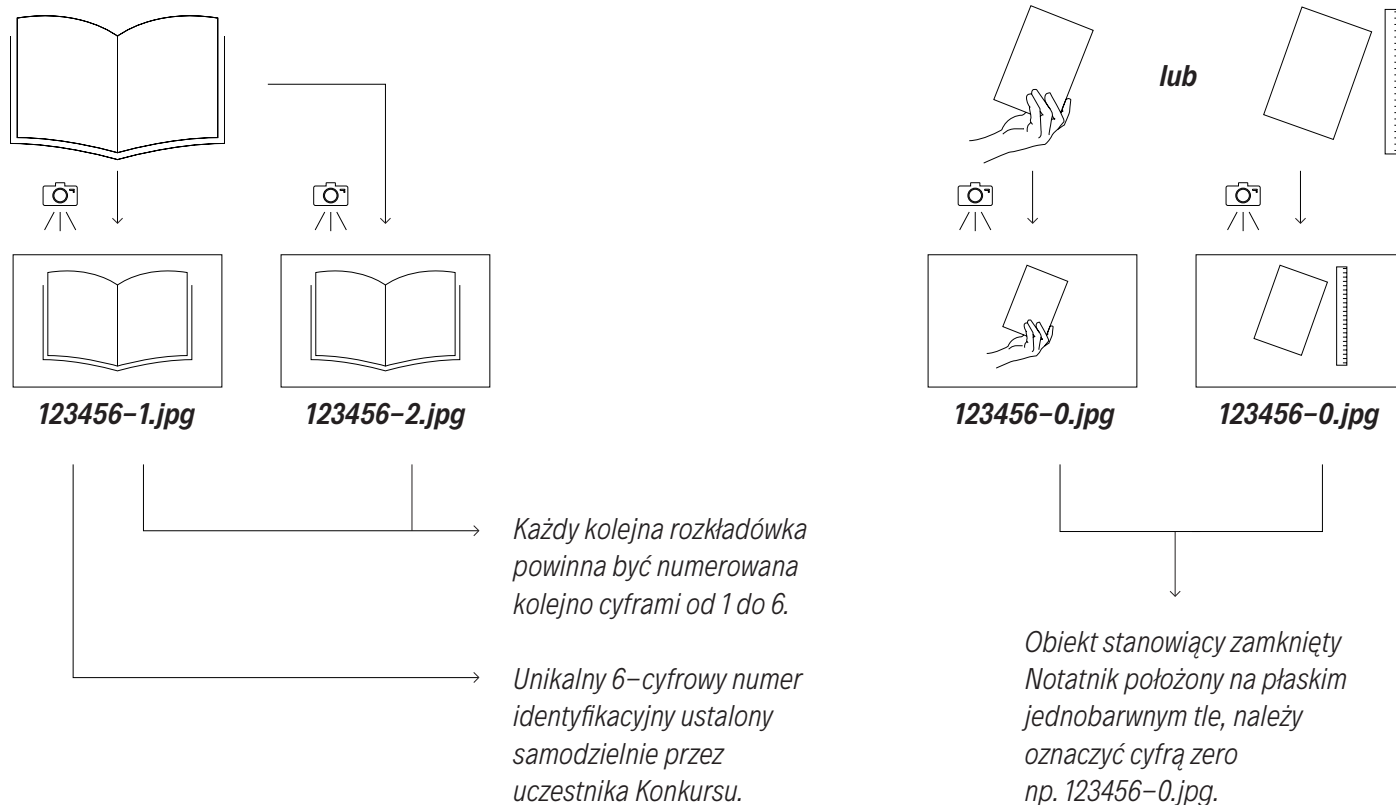 lub
123456–1.jpg
123456–2.jpg
123456–0.jpg
123456–0.jpg
Każdy kolejna rozkładówka
powinna być numerowana
kolejno cyframi od 1 do 6.
Unikalny 6–cyfrowy numer
identyfikacyjny ustalony
samodzielnie przez
uczestnika Konkursu.
Obiekt stanowiący zamknięty
Notatnik położony na płaskim
jednobarwnym tle, należy
oznaczyć cyfrą zero
np. 123456–0.jpg.